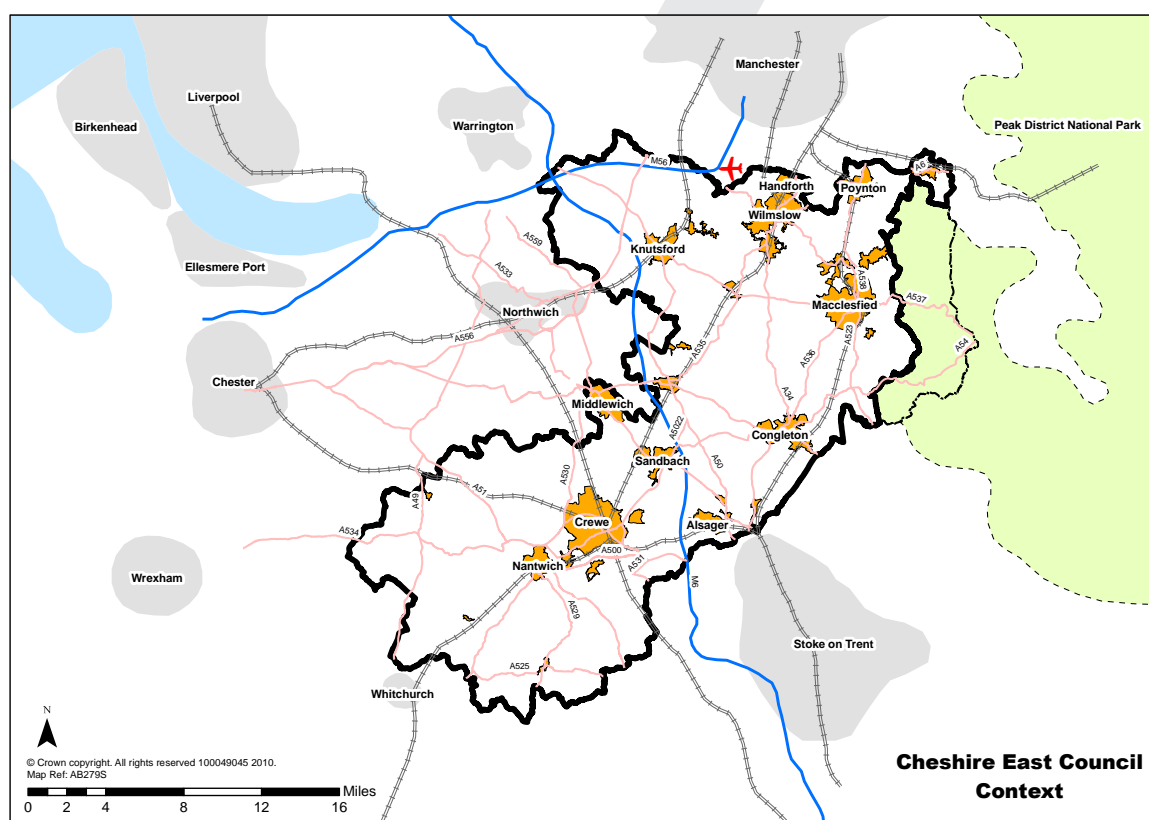 Manchester
Liverpool
Birkenhead
Warrington
Peak District National Park
M56
A6
Handforth
Poynton
Wilmslow
A559
Knutsford
Ellesmere Port
A533
A538
A537
Macclesfied
Northwich
A556
A523
A535
A54
A536
Chester
A34
Middlewich
A5022
Congleton
Sandbach
A50
A530
A51
A49
Crewe
Alsager
A534
A500
A531
Nantwich
Wrexham
M6
A529
Stoke on Trent
A525
Whitchurch
N
© Crown copyright. All rights reserved 100049045 2010.
Map Ref: AB279S
Miles
0 2 4 8 12 16
Cheshire East Council
Context